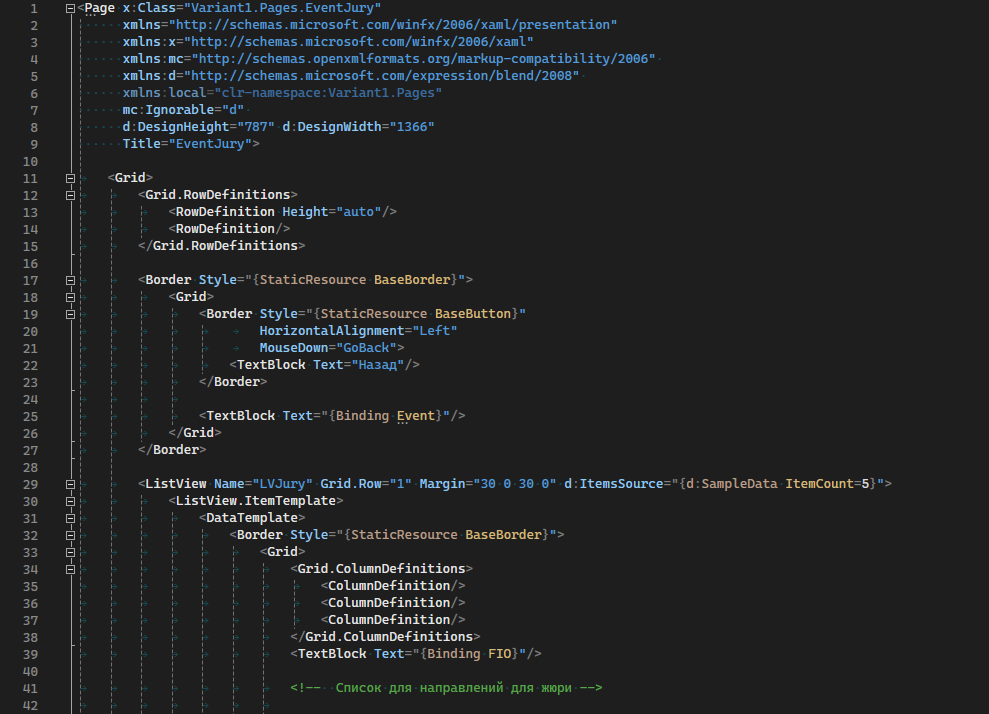 1 <Page x:Class="Variant1.Pages.EventJury"
2 xmlns="http://schemas.microsoft.com/winfx/2006/xaml/presentation"
3 xmlns:x="http://schemas.microsoft.com/winfx/2006/xaml"
4 xmlns:mc="http://schemas.openxmlformats.org/markup-compatibility/2006"
5 xmlns:d="http://schemas.microsoft.com/expression/blend/2008"
6 xmlns:local="clr-namespace:Variant1.Pages"
7 mc:Ignorable="d"
8 d:DesignHeight="787" d:DesignWidth="1366"
9 Title="EventJury">
10
11 <Grid>
12 <Grid.RowDefinitions>
13 <RowDefinition Height="auto"/>
14 <RowDefinition/>
15 </Grid.RowDefinitions>
16
17 <Border Style="{StaticResource BaseBorder}">
18 <Grid>
19 <Border Style="{StaticResource BaseButton}"
20 HorizontalAlignment="Left"
21 MouseDown="GoBack">
22 <TextBlock Text="Назад"/>
23 </Border>
24
25 <TextBlock Text="{Binding Event}"/>
26 </Grid>
27 </Border>
28
29 <ListView Name="LVJury" Grid.Row="1" Margin="30 0 30 0" d:ItemsSource="{d:SampleData ItemCount=5}">
30 <ListView.ItemTemplate>
31 <DataTemplate>
32 <Border Style="{StaticResource BaseBorder}">
33 <Grid>
34 <Grid.ColumnDefinitions>
35 <ColumnDefinition/>
36 <ColumnDefinition/>
37 <ColumnDefinition/>
38 </Grid.ColumnDefinitions>
39 <TextBlock Text="{Binding FIO}"/>
40
41 <!-- Список для направлений для жюри -->
42